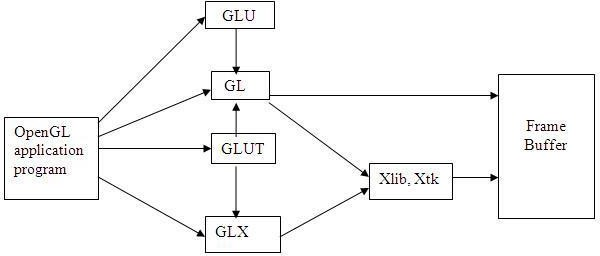 GLU
GL
OpenGL
application
program
GLUT
GLX
Xlib, Xtk
Frame
Buffer